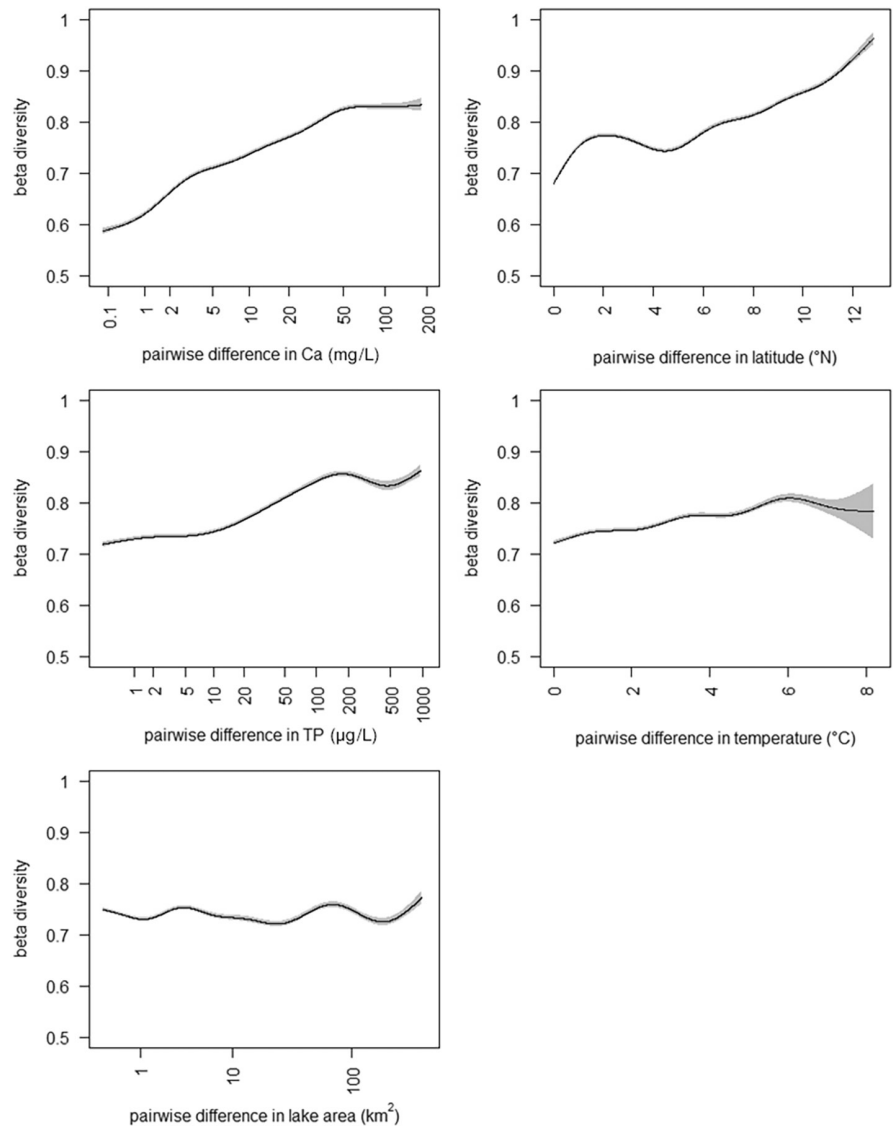 1
0.9
0.8
0.7
0.6
0.5
beta diversity
0.1 1 2 5 10 20 50 100 200
pairwise difference in Ca (mg/L)
1
0.9
0.8
0.7
0.6
0.5
beta diversity
0 2 4 6 8 10 12
pairwise difference in latitude (°N)
1
0.9
0.8
0.7
0.6
0.5
beta diversity
1 2 5 10 20 50 100 200 500 1000
pairwise difference in TP (µg/L)
1
0.9
0.8
0.7
0.6
0.5
beta diversity
0 2 4 6 8
pairwise difference in temperature (°C)
1
0.9
0.8
0.7
0.6
0.5
beta diversity
1 10 100
pairwise difference in lake area (km²)